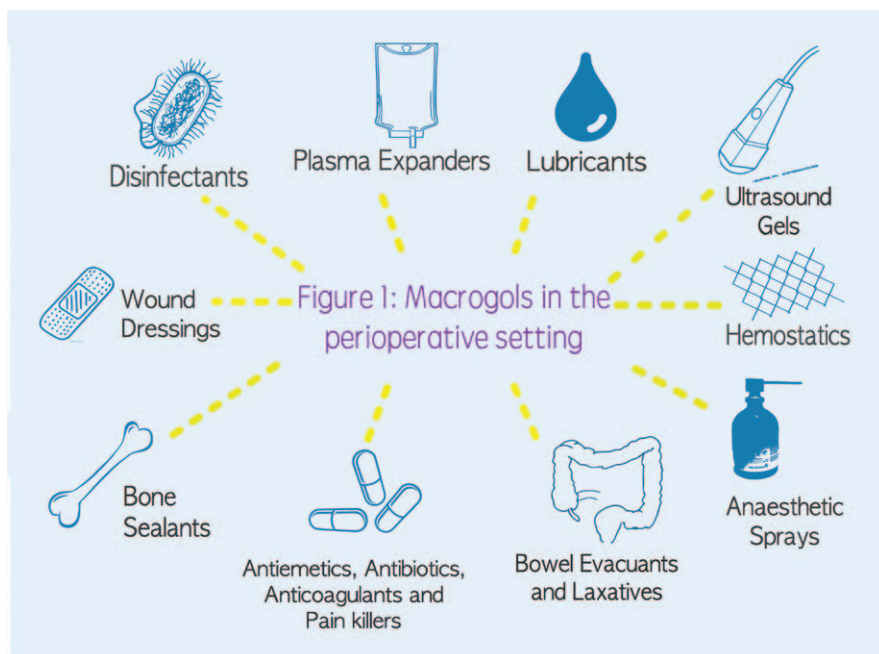 Disinfectants
Plasma Expanders
Lubricants
Ultrasound
Gels
Wound
Dressings
Figure 1: Macrogols in the
perioperative setting
Hemostatics
Bone
Sealants
Antiemetics, Antibiotics,
Anticoagulants and
Pain killers
Bowel Evacuants
and Laxatives
Anaesthetic
Sprays